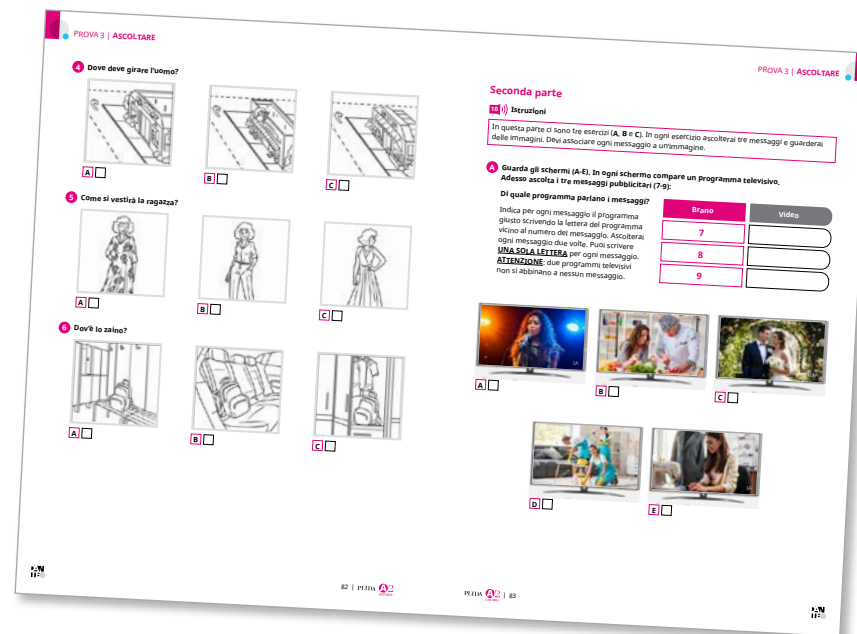 PROVA 3 | ASCOLTARE
4 Dove deve girare l'uomo?
A
B
C
5 Come si vestirà la ragazza?
A
B
C
6 Dov'è lo zaino?
A
B
C
82 | PLIDA A2
PROVA 3 | ASCOLTARE
Seconda parte
10 Istruzioni
In questa parte ci sono tre esercizi (A, B e C). In ogni esercizio ascolterai tre messaggi e guarderai
delle immagini. Devi associare ogni messaggio a un'immagine.
A Guarda gli schermi (A-E). In ogni schermo compare un programma televisivo.
Adesso ascolta i tre messaggi pubblicitari (7-9):
Di quale programma parlano i messaggi?
Indica per ogni messaggio il programma
giusto scrivendo la lettera del programma
vicino al numero del messaggio. Ascolterai
ogni messaggio due volte. Puoi scrivere
UNA SOLA LETTERA per ogni messaggio.
ATTENZIONE: due programmi televisivi
non si abbinano a nessun messaggio.
Brano Video
7
8
9
A
B
C
D
E
PLIDA A2 | 83